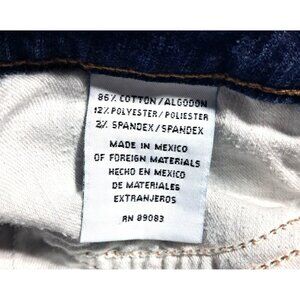 86% COTTON/ALGODON
12% POLYESTER/POLIESTER
2% SPANDEX/SPANDEX
MADE IN MEXICO
OF FOREIGN MATERIALS
HECHO EN MEXICO
DE MATERIALES
EXTRANJEROS
RN 89083